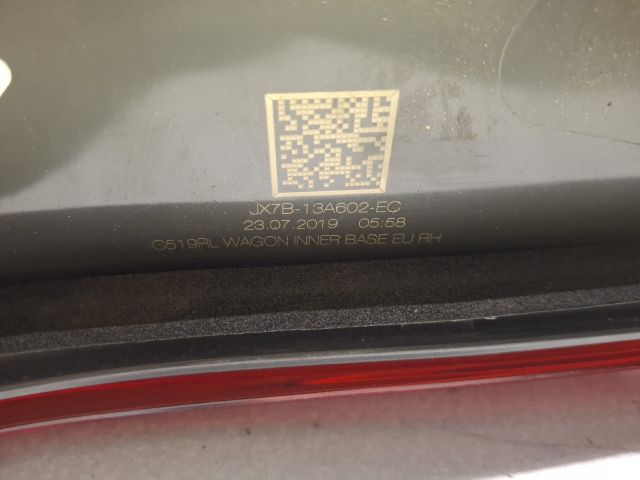 JX7B-13A602-EC
23.07.2019 05:58
C519RL WAGON INNER BASE EU RH